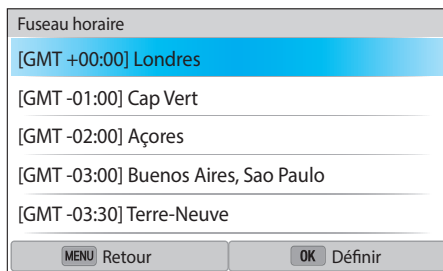 Fuseau horaire
[GMT +00:00] Londres
[GMT -01:00] Cap Vert
[GMT -02:00] Açores
[GMT -03:00] Buenos Aires, Sao Paulo
[GMT -03:30] Terre-Neuve
MENU Retour OK Définir